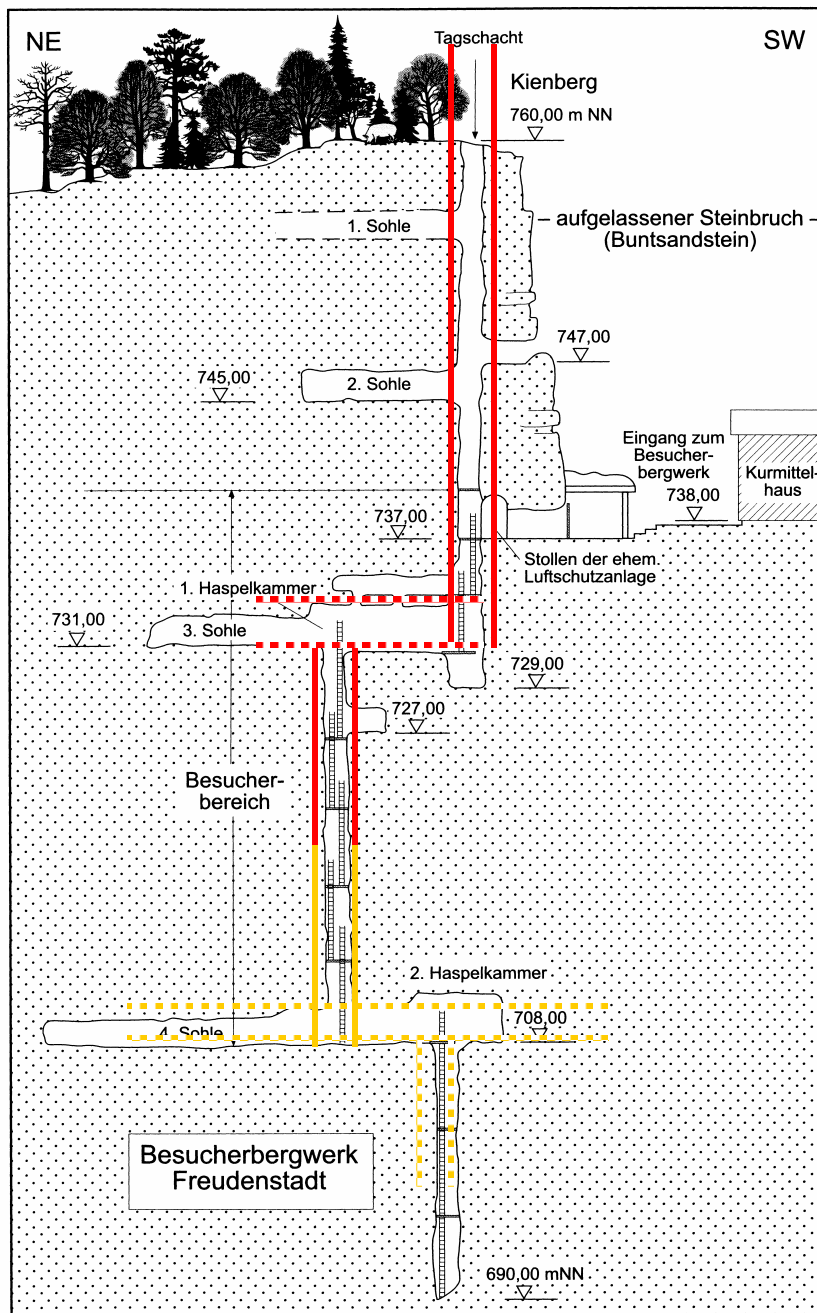 NE
Tagschacht
SW
Kienberg
760,00 m NN
1. Sohle
aufgelassener Steinbruch
(Buntsandstein)
747,00
745,00
2. Sohle
Eingang zum
Besucher-
bergwerk
738,00
Kurmittel-
haus
737,00
Stollen der ehem.
Luftschutzanlage
1. Haspelkammer
731,00
3. Sohle
729,00
727,00
Besucher-
bereich
2. Haspelkammer
708,00
4. Sohle
Besucherbergwerk
Freudenstadt
690,00 mNN